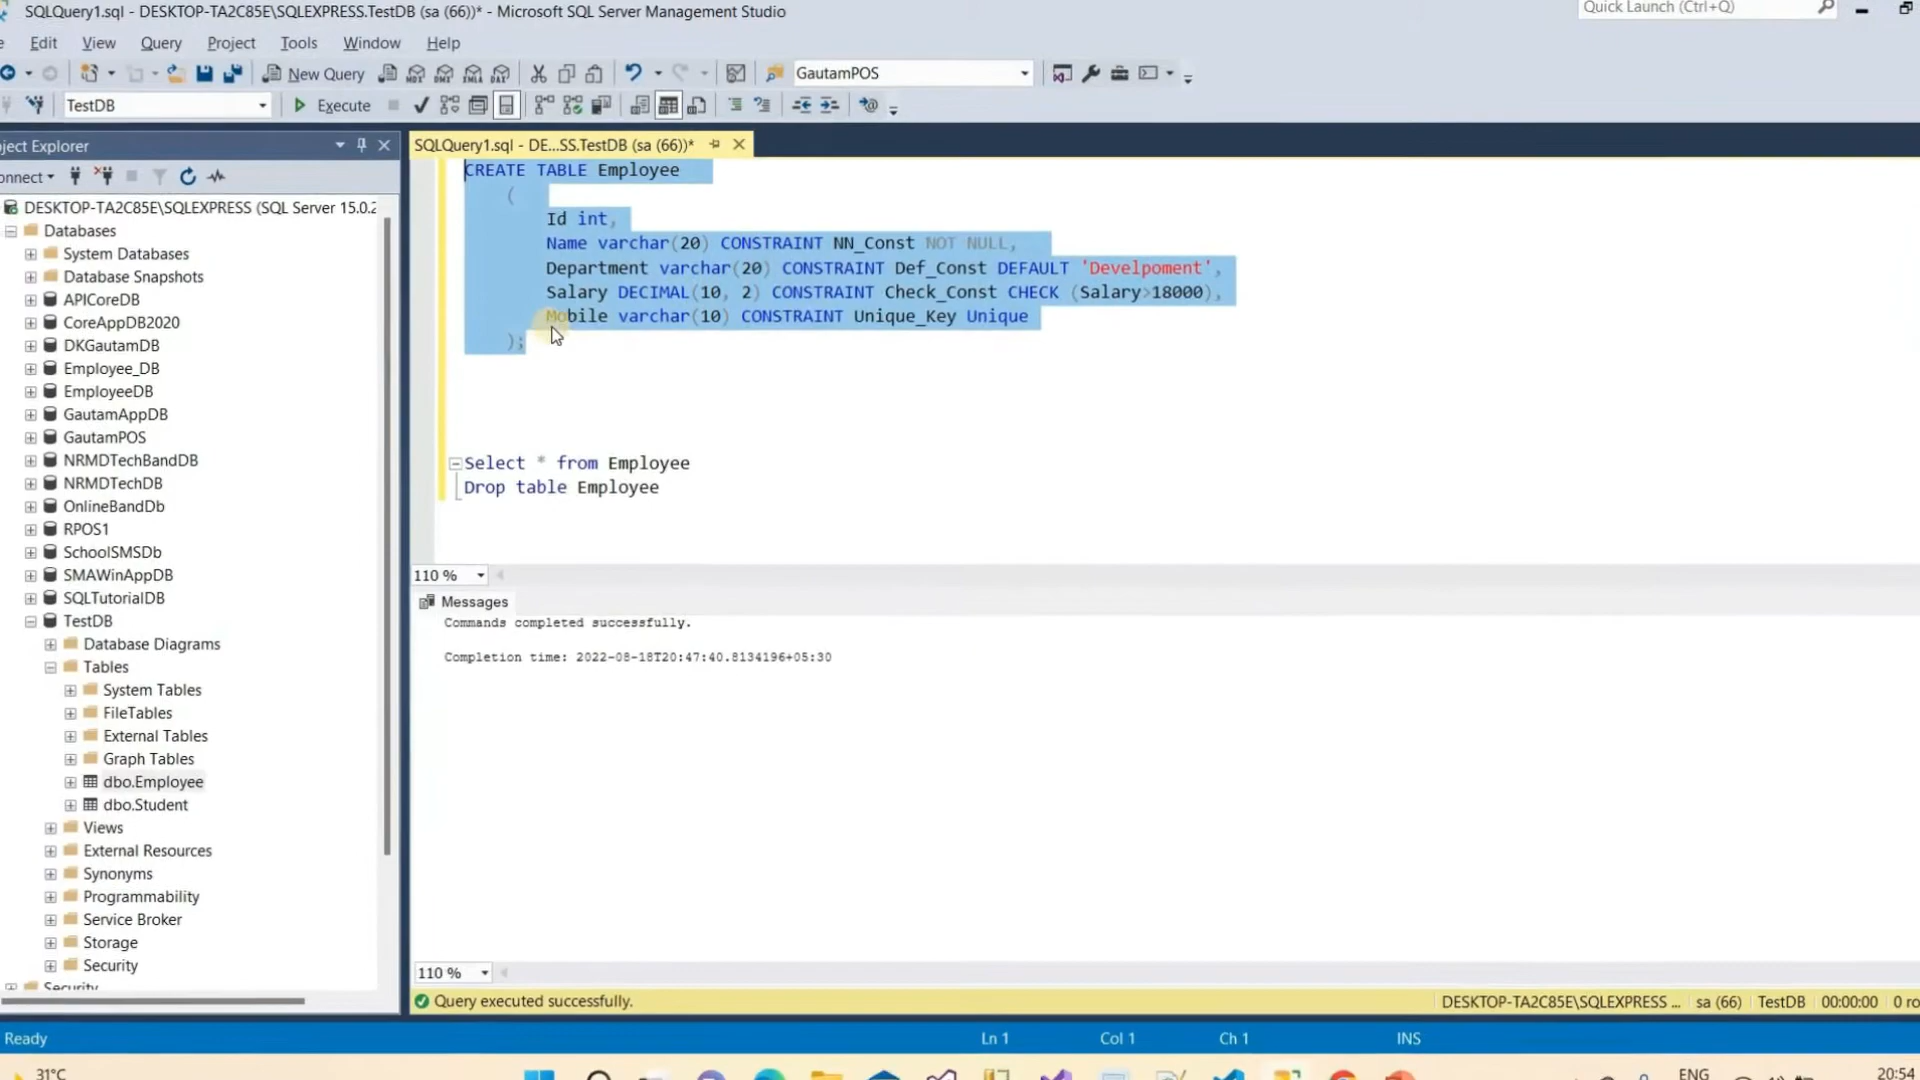 SQLQuery1.sql - DESKTOP-TA2C85E\SQLEXPRESS.TestDB (sa (66))* - Microsoft SQL Server Management Studio
Quick Launch (Ctrl+Q)
e Edit View Query Project Tools Window Help
New Query
GautamPOS
TestDB
Execute
ject Explorer
SQLQuery1.sql - DE...SS.TestDB (sa (66))*
onnect
DESKTOP-TA2C85E\SQLEXPRESS (SQL Server 15.0.2
Databases
System Databases
Database Snapshots
APICoreDB
CoreAppDB2020
DKGautamDB
Employee_DB
EmployeeDB
GautamAppDB
GautamPOS
NRMDTechBandDB
NRMDTechDB
OnlineBandDb
RPOS1
SchoolSMSDb
SMAWinAppDB
SQLTutorialDB
TestDB
Database Diagrams
Tables
System Tables
FileTables
External Tables
Graph Tables
dbo.Employee
dbo.Student
Views
External Resources
Synonyms
Programmability
Service Broker
Storage
Security
Security
CREATE TABLE Employee
(
Id int,
Name varchar(20) CONSTRAINT NN_Const NOT NULL,
Department varchar(20) CONSTRAINT Def_Const DEFAULT 'Develpoment',
Salary DECIMAL(10, 2) CONSTRAINT Check_Const CHECK (Salary>18000),
Mobile varchar(10) CONSTRAINT Unique_Key Unique
);
Select * from Employee
Drop table Employee
110 %
Messages
Commands completed successfully.
Completion time: 2022-08-18T20:47:40.8134196+05:30
110 %
Query executed successfully.
DESKTOP-TA2C85E\SQLEXPRESS ... sa (66) TestDB 00:00:00 0 ro
Ready
Ln 1
Col 1
Ch 1
INS
31°C
ENG
20:54